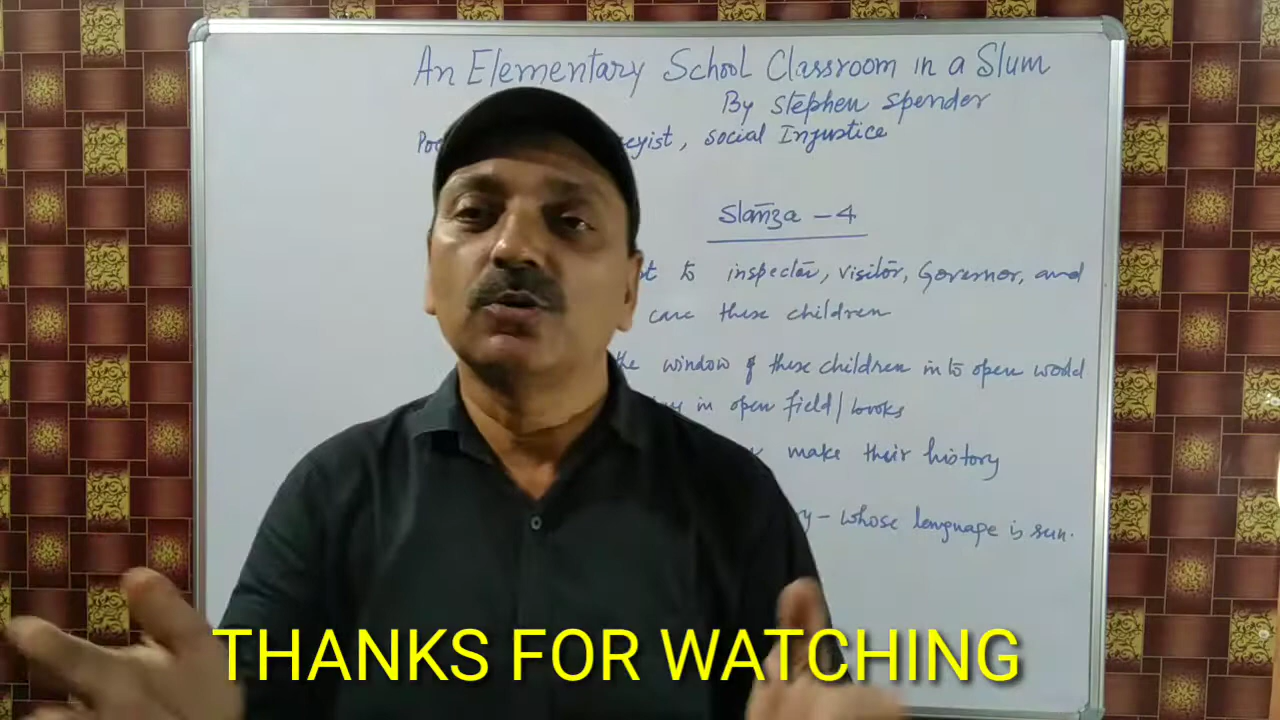 An Elementary School Classroom in a Slum
By Stephen Spender
social Injustice
Stanza - 4
to inspector, visitor, Governor, and
care these children
the window of these children in to open world
in open field/books
make their history
- whose language is sun.
THANKS FOR WATCHING